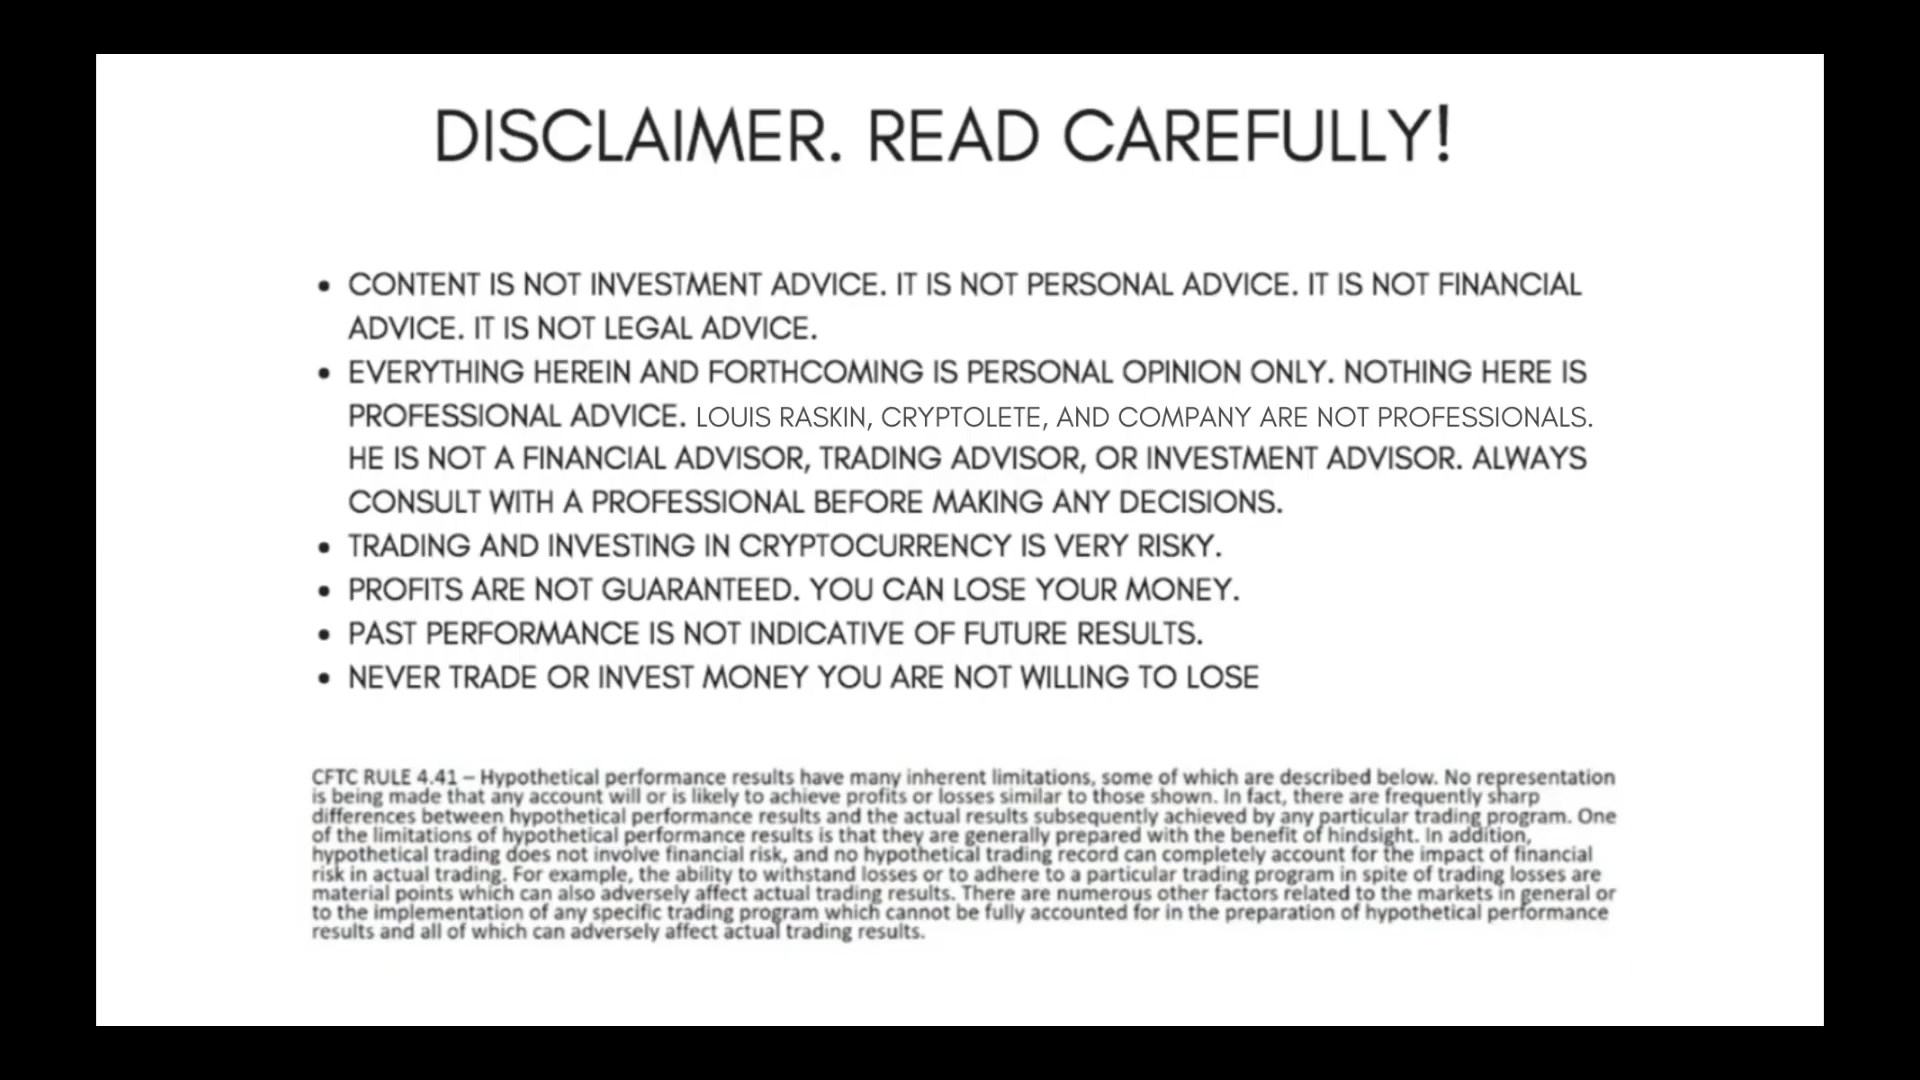 DISCLAIMER. READ CAREFULLY!
• CONTENT IS NOT INVESTMENT ADVICE. IT IS NOT PERSONAL ADVICE. IT IS NOT FINANCIAL
ADVICE. IT IS NOT LEGAL ADVICE.
• EVERYTHING HEREIN AND FORTHCOMING IS PERSONAL OPINION ONLY. NOTHING HERE IS
PROFESSIONAL ADVICE. LOUIS RASKIN, CRYPTOLETE, AND COMPANY ARE NOT PROFESSIONALS.
HE IS NOT A FINANCIAL ADVISOR, TRADING ADVISOR, OR INVESTMENT ADVISOR. ALWAYS
CONSULT WITH A PROFESSIONAL BEFORE MAKING ANY DECISIONS.
• TRADING AND INVESTING IN CRYPTOCURRENCY IS VERY RISKY.
• PROFITS ARE NOT GUARANTEED. YOU CAN LOSE YOUR MONEY.
• PAST PERFORMANCE IS NOT INDICATIVE OF FUTURE RESULTS.
• NEVER TRADE OR INVEST MONEY YOU ARE NOT WILLING TO LOSE
CFTC RULE 4.41 – Hypothetical performance results have many inherent limitations, some of which are described below. No representation
is being made that any account will or is likely to achieve profits or losses similar to those shown. In fact, there are frequently sharp
differences between hypothetical performance results and the actual results subsequently achieved by any particular trading program. One
of the limitations of hypothetical performance results is that they are generally prepared with the benefit of hindsight. In addition,
hypothetical trading does not involve financial risk, and no hypothetical trading record can completely account for the impact of financial
risk in actual trading. For example, the ability to withstand losses or to adhere to a particular trading program in spite of trading losses are
material points which can also adversely affect actual trading results. There are numerous other factors related to the markets in general or
to the implementation of any specific trading program which cannot be fully accounted for in the preparation of hypothetical performance
results and all of which can adversely affect actual trading results.